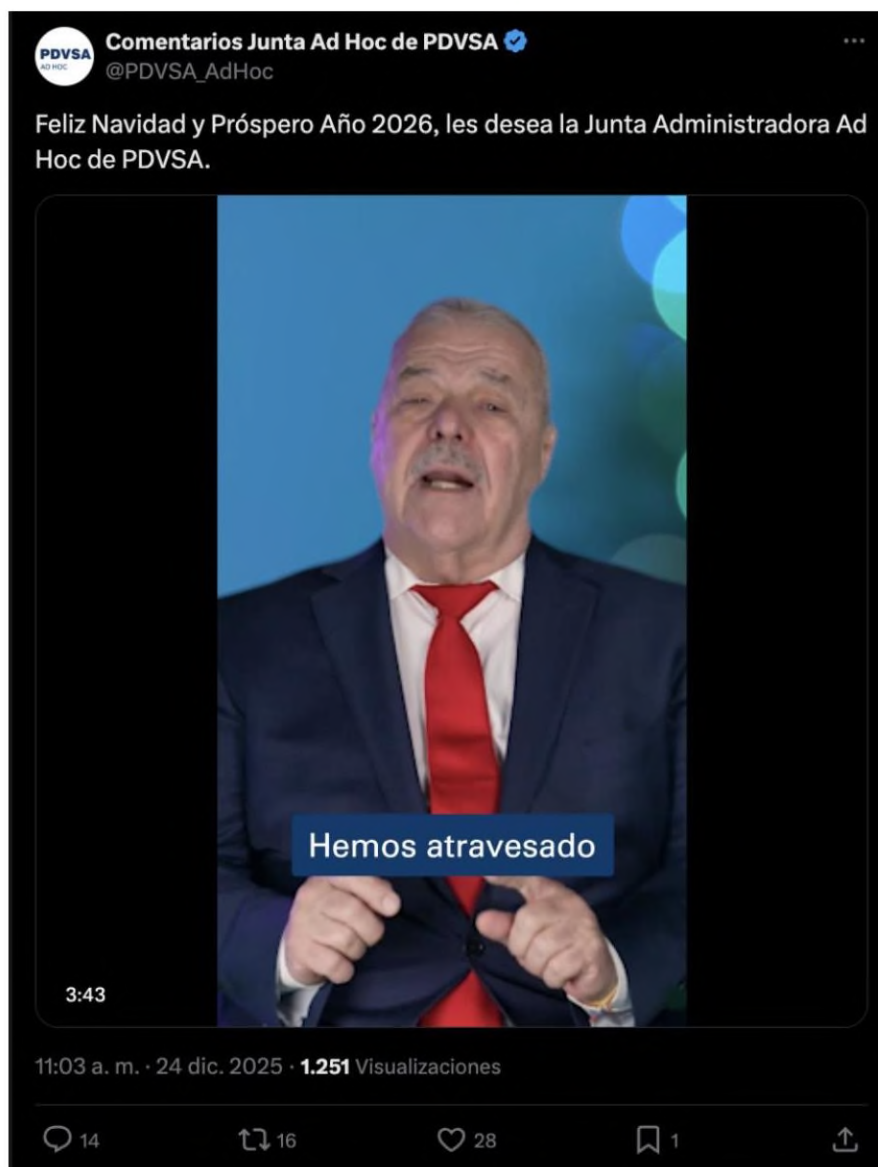 Comentarios Junta Ad Hoc de PDVSA
PDVSA
AD HOC
@PDVSA_AdHoc
Feliz Navidad y Próspero Año 2026, les desea la Junta Administradora Ad
Hoc de PDVSA.
Hemos atravesado
3:43
11:03 a. m. · 24 dic. 2025 · 1.251 Visualizaciones
14
16
28
1